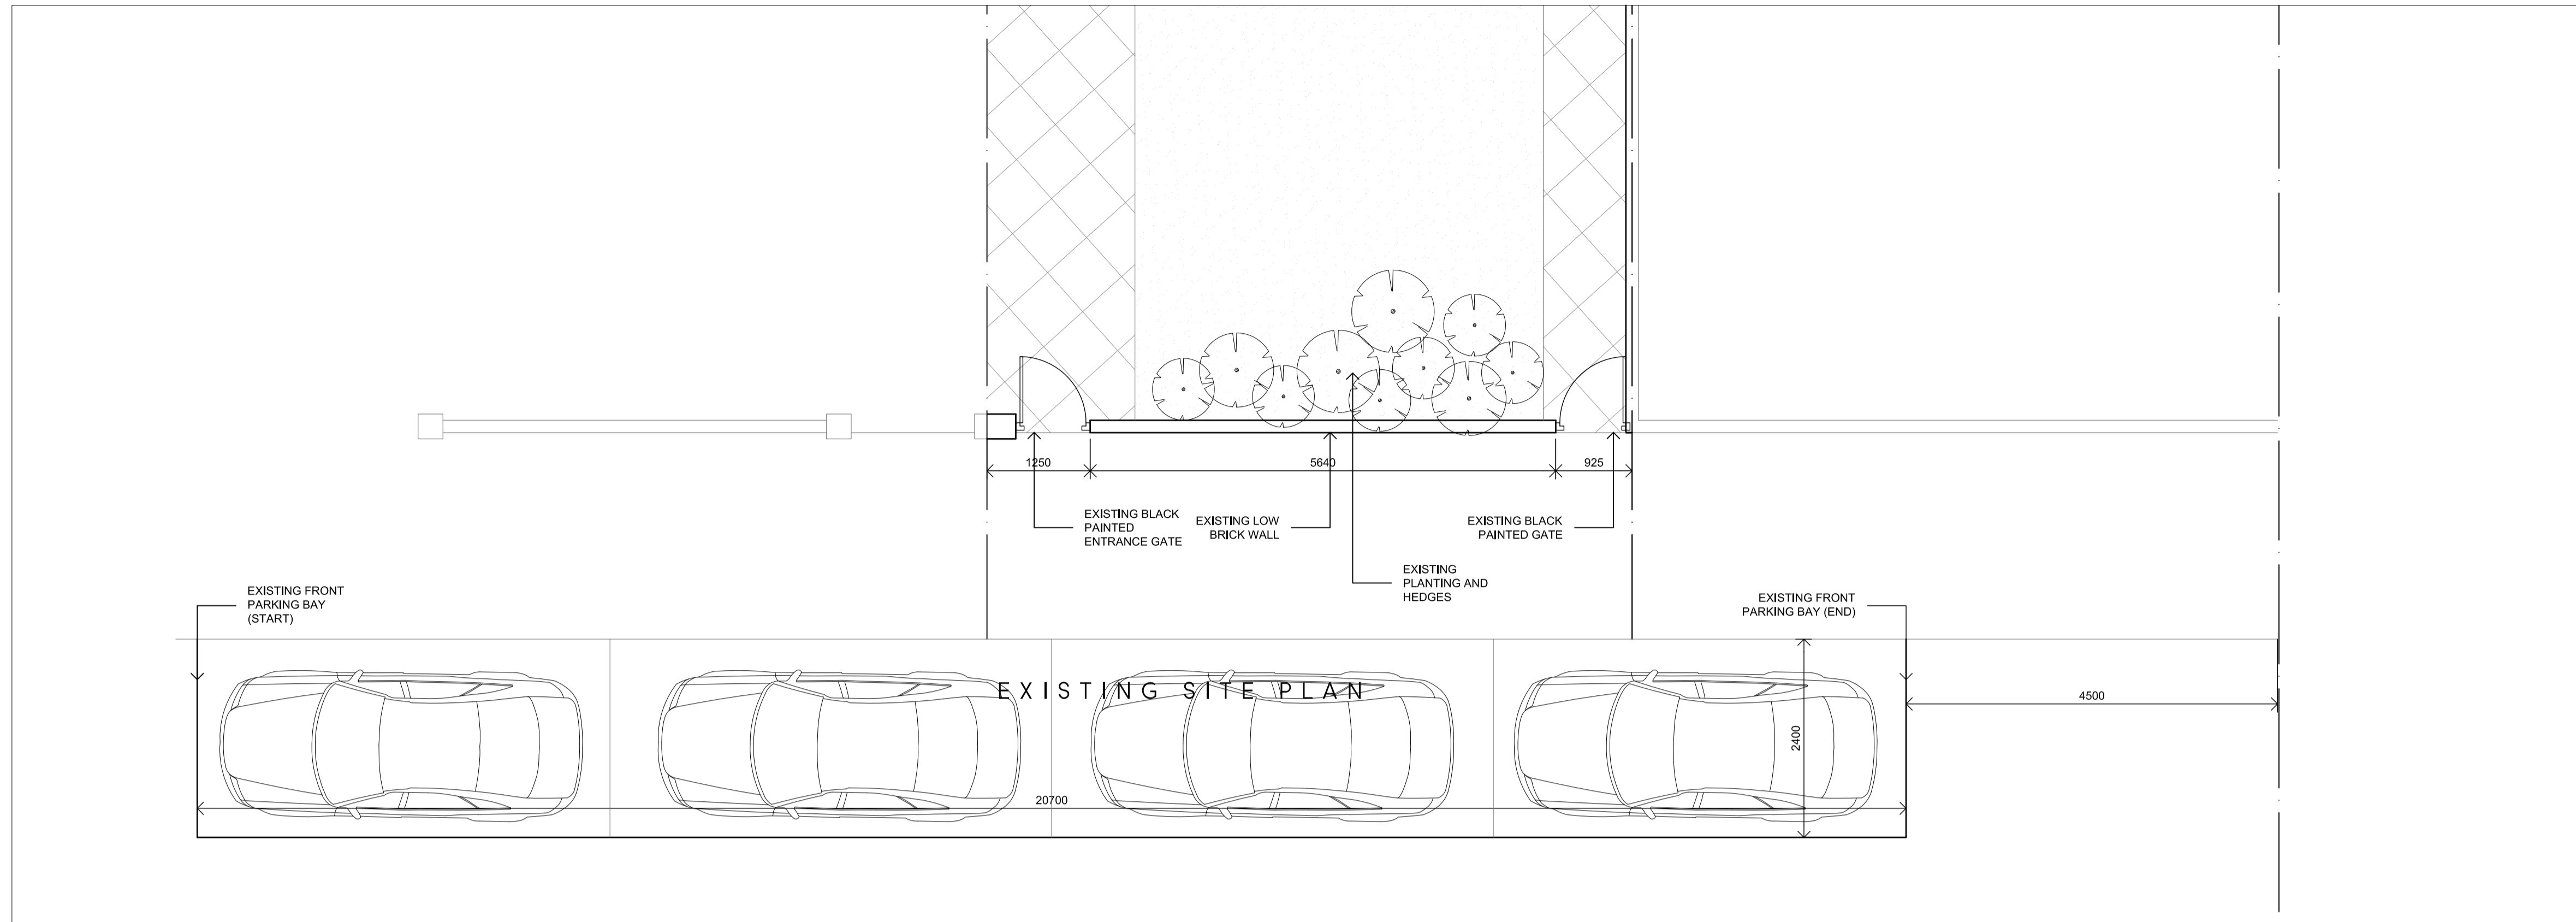 1250
5640
925
EXISTING BLACK
PAINTED
ENTRANCE GATE
EXISTING LOW
BRICK WALL
EXISTING BLACK
PAINTED GATE
EXISTING
PLANTING AND
HEDGES
EXISTING FRONT
PARKING BAY
(START)
EXISTING FRONT
PARKING BAY (END)
EXISTING SITE PLAN
4500
2400
20700